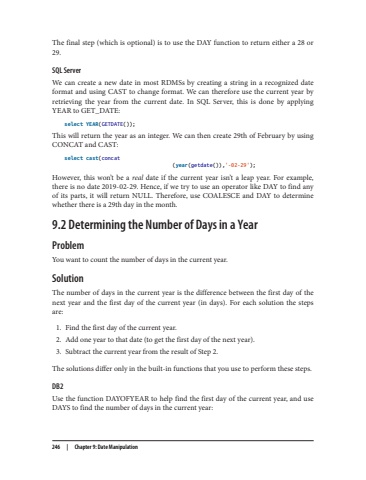 The final step (which is optional) is to use the DAY function to return either a 28 or
29.
SQL Server
We can create a new date in most RDMSs by creating a string in a recognized date
format and using CAST to change format. We can therefore use the current year by
retrieving the year from the current date. In SQL Server, this is done by applying
YEAR to GET_DATE:
select YEAR(GETDATE());
This will return the year as an integer. We can then create 29th of February by using
CONCAT and CAST:
select cast(concat
(year(getdate()),'-02-29');
However, this won't be a real date if the current year isn't a leap year. For example,
there is no date 2019-02-29. Hence, if we try to use an operator like DAY to find any
of its parts, it will return NULL. Therefore, use COALESCE and DAY to determine
whether there is a 29th day in the month.
9.2 Determining the Number of Days in a Year
Problem
You want to count the number of days in the current year.
Solution
The number of days in the current year is the difference between the first day of the
next year and the first day of the current year (in days). For each solution the steps
are:
1. Find the first day of the current year.
2. Add one year to that date (to get the first day of the next year).
3. Subtract the current year from the result of Step 2.
The solutions differ only in the built-in functions that you use to perform these steps.
DB2
Use the function DAYOFYEAR to help find the first day of the current year, and use
DAYS to find the number of days in the current year:
246 | Chapter 9: Date Manipulation